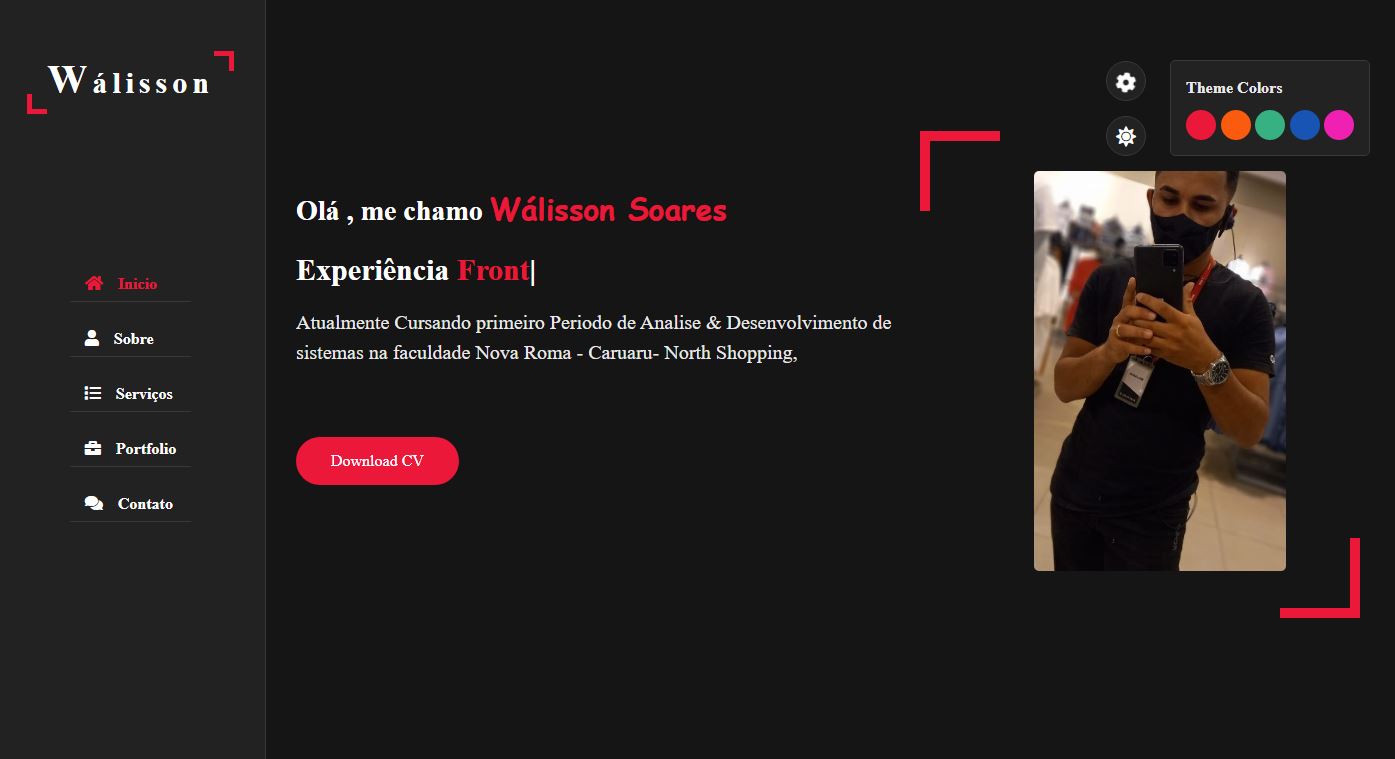 Wálisson
Inicio
Sobre
Serviços
Portfolio
Contato
Theme Colors
Olá , me chamo Wálisson Soares
Experiência Front|
Atualmente Cursando primeiro Periodo de Analise & Desenvolvimento de
sistemas na faculdade Nova Roma - Caruaru- North Shopping,
Download CV